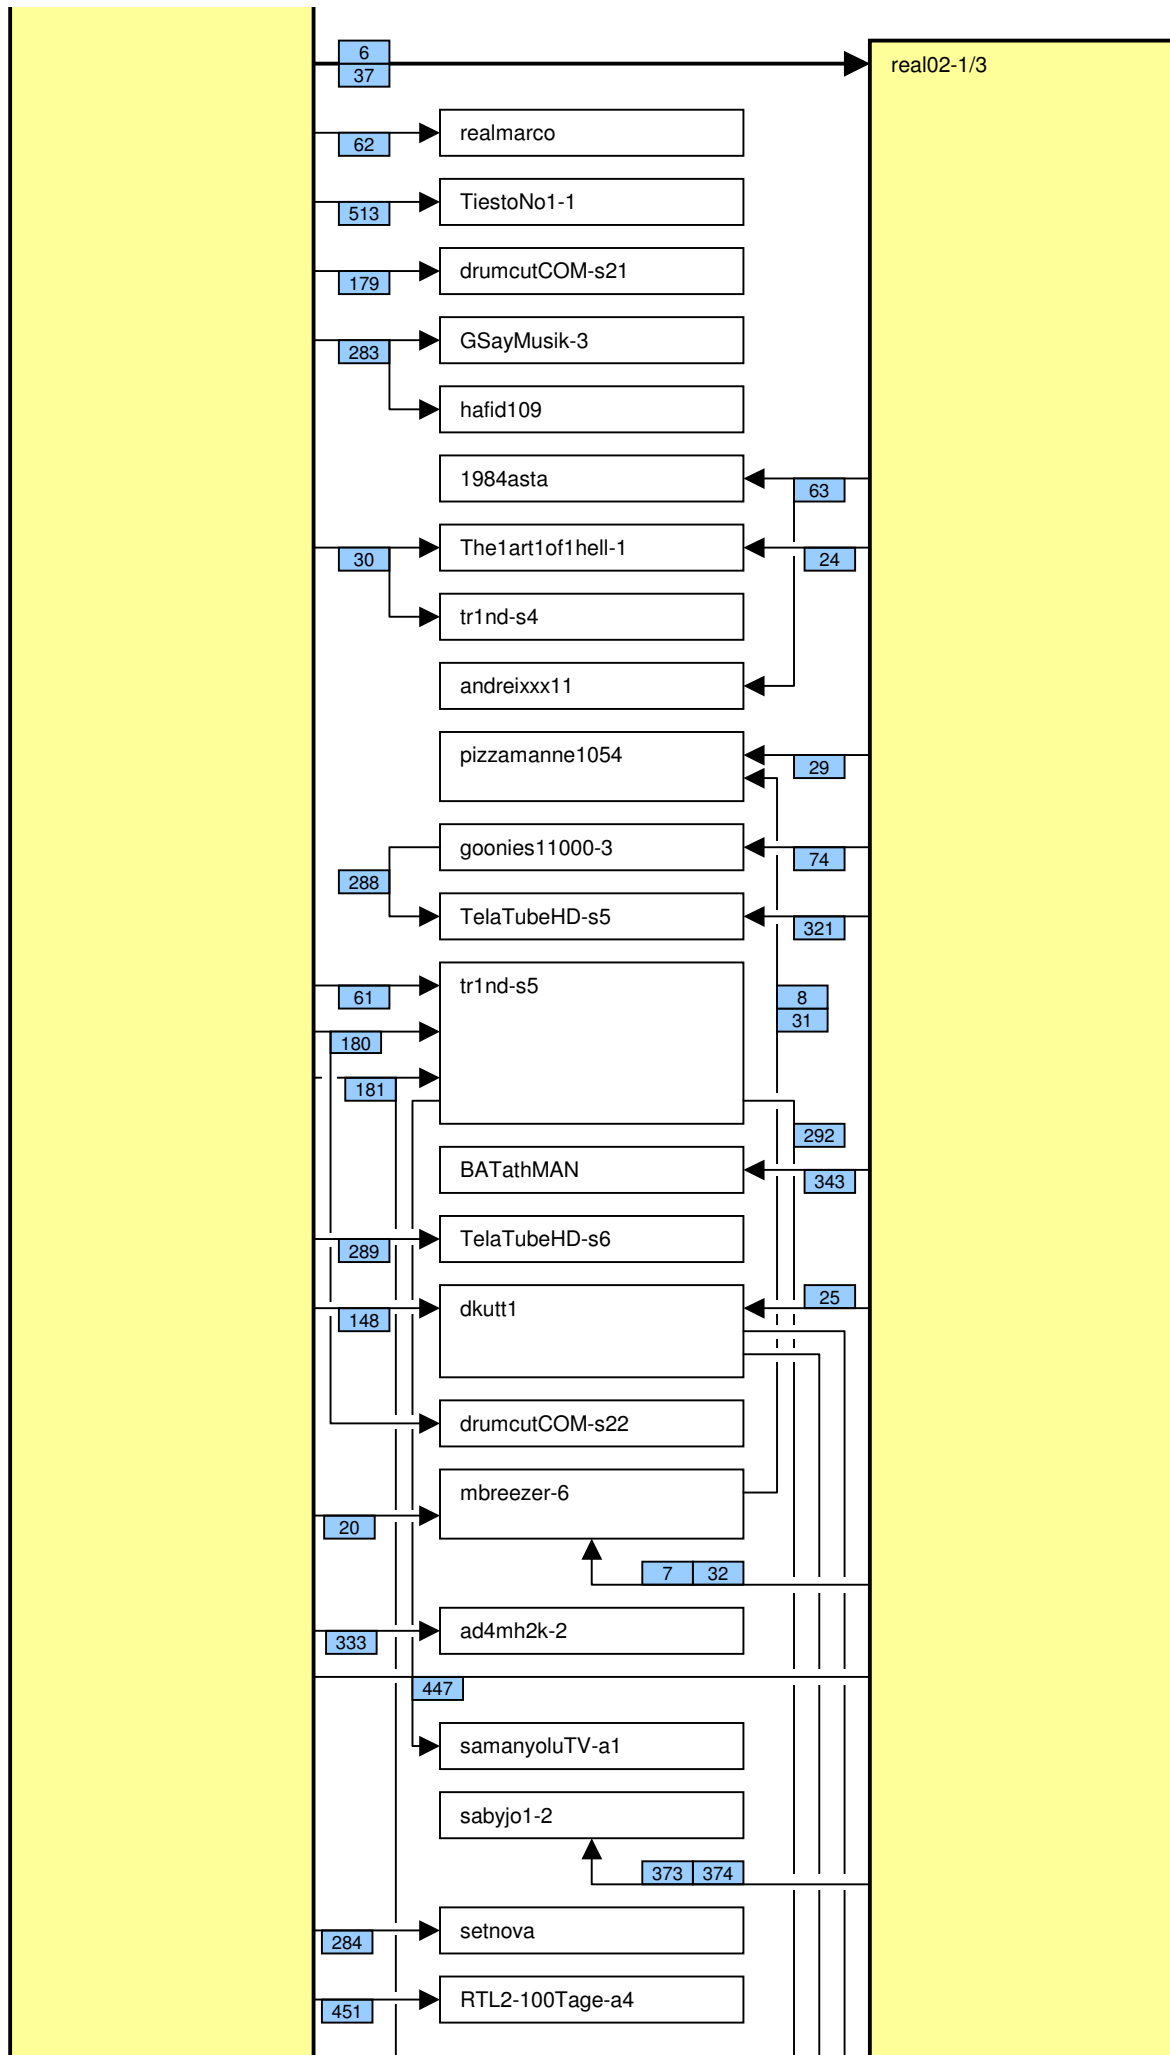 6
37
real02-1/3
realmarco
62
TiestoNo1-1
513
drumcutCOM-s21
179
GSayMusik-3
283
hafid109
1984asta
63
The1art1of1hell-1
30
24
tr1nd-s4
andreixxx11
pizzamanne1054
29
goonies11000-3
74
288
TelaTubeHD-s5
321
tr1nd-s5
61
8
31
180
181
292
BATathMAN
343
TelaTubeHD-s6
289
25
dkutt1
148
drumcutCOM-s22
mbreezer-6
20
7 32
ad4mh2k-2
333
447
samanyoluTV-a1
sabyjo1-2
373 374
setnova
284
RTL2-100Tage-a4
451